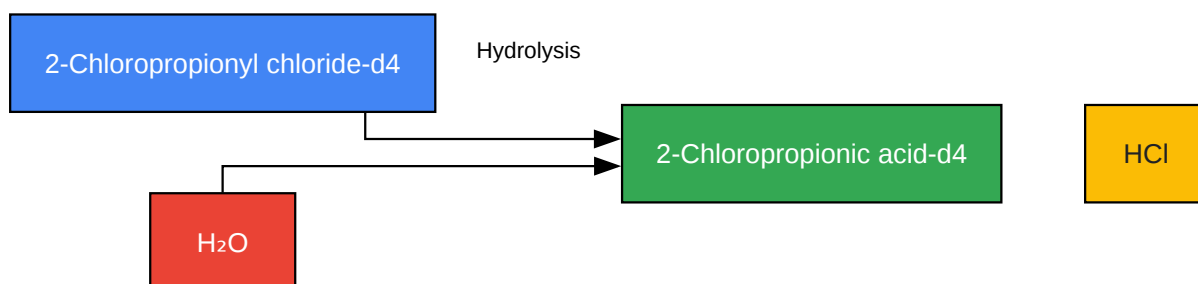 2-Chloropropionyl chloride-d4
Hydrolysis
2-Chloropropionic acid-d4
HCl
H₂O